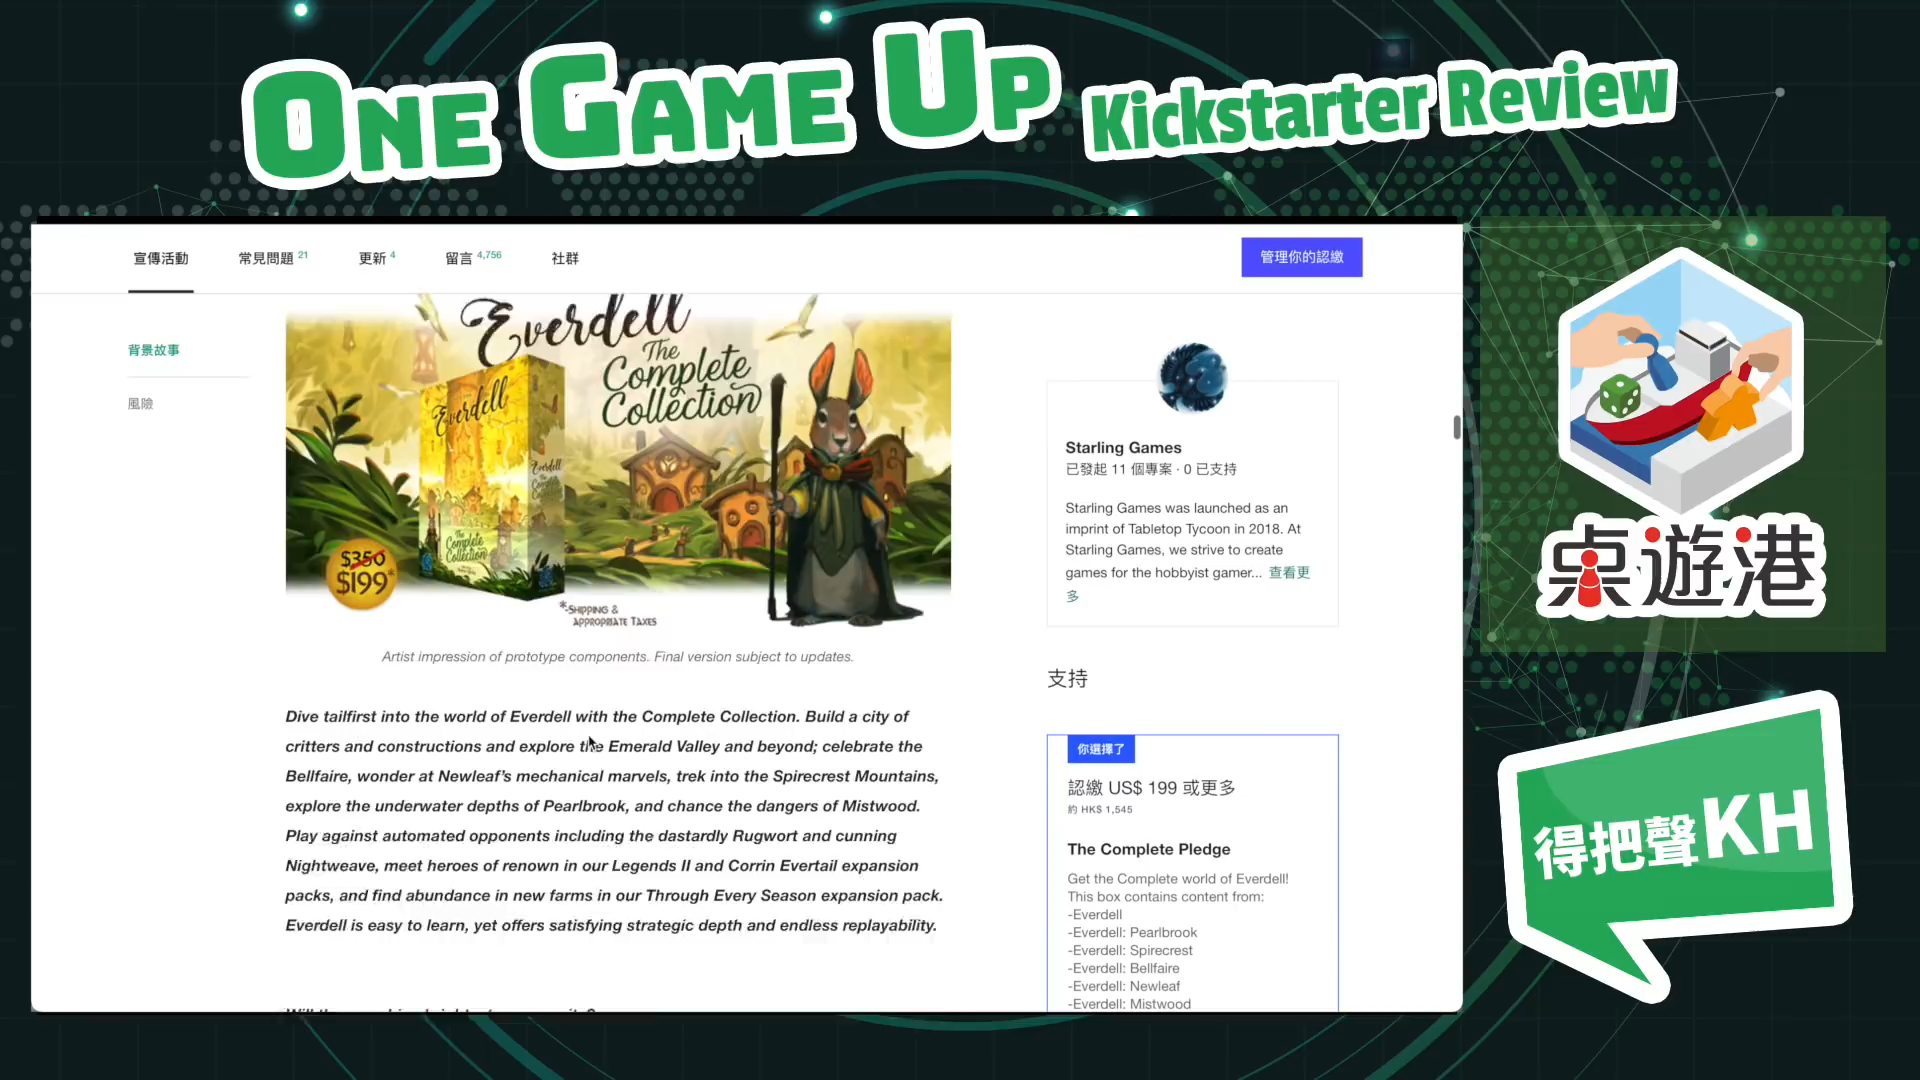 One Game Up Kickstarter Review
宣傳活動
常見問題 21
更新 4
留言 4,756
社群
管理你的認繳
背景故事
風險
Everdell
The
Complete
Collection
Everdell
Everdell
The
Complete
Collection
$350
$199*
*-SHIPPING &
APPROPRIATE TAXES
Artist impression of prototype components. Final version subject to updates.
Dive tailfirst into the world of Everdell with the Complete Collection. Build a city of
critters and constructions and explore the Emerald Valley and beyond; celebrate the
Bellfaire, wonder at Newleaf's mechanical marvels, trek into the Spirecrest Mountains,
explore the underwater depths of Pearlbrook, and chance the dangers of Mistwood.
Play against automated opponents including the dastardly Rugwort and cunning
Nightweave, meet heroes of renown in our Legends II and Corrin Evertail expansion
packs, and find abundance in new farms in our Through Every Season expansion pack.
Everdell is easy to learn, yet offers satisfying strategic depth and endless replayability.
Starling Games
已發起 11 個專案 · 0 已支持
Starling Games was launched as an
imprint of Tabletop Tycoon in 2018. At
Starling Games, we strive to create
games for the hobbyist gamer... 查看更
多
支持
你選擇了
認繳 US$ 199 或更多
約 HK$ 1,545
The Complete Pledge
Get the Complete world of Everdell!
This box contains content from:
-Everdell
-Everdell: Pearlbrook
-Everdell: Spirecrest
-Everdell: Bellfaire
-Everdell: Newleaf
-Everdell: Mistwood
桌遊港
得把聲KH